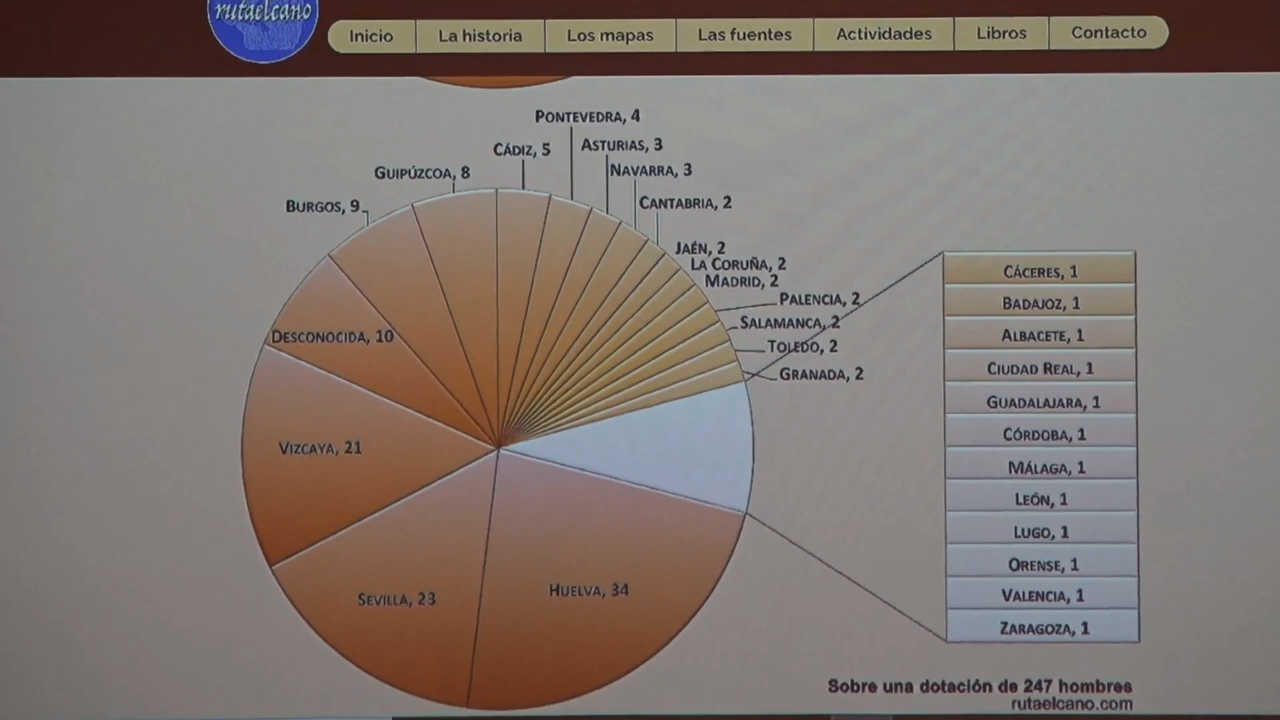 rutaelcano
Inicio
La historia
Los mapas
Las fuentes
Actividades
Libros
Contacto
PONTEVEDRA, 4
CÁDIZ, 5
ASTURIAS, 3
GUIPÚZCOA, 8
NAVARRA, 3
BURGOS, 9
CANTABRIA, 2
JAÉN, 2
LA CORUÑA, 2
MADRID, 2
PALENCIA, 2
SALAMANCA, 2
TOLEDO, 2
GRANADA, 2
DESCONOCIDA, 10
VIZCAYA, 21
SEVILLA, 23
HUELVA, 34
CÁCERES, 1
BADAJOZ, 1
ALBACETE, 1
CIUDAD REAL, 1
GUADALAJARA, 1
CÓRDOBA, 1
MÁLAGA, 1
LEÓN, 1
LUGO, 1
ORENSE, 1
VALENCIA, 1
ZARAGOZA, 1
Sobre una dotación de 247 hombres
rutaelcano.com